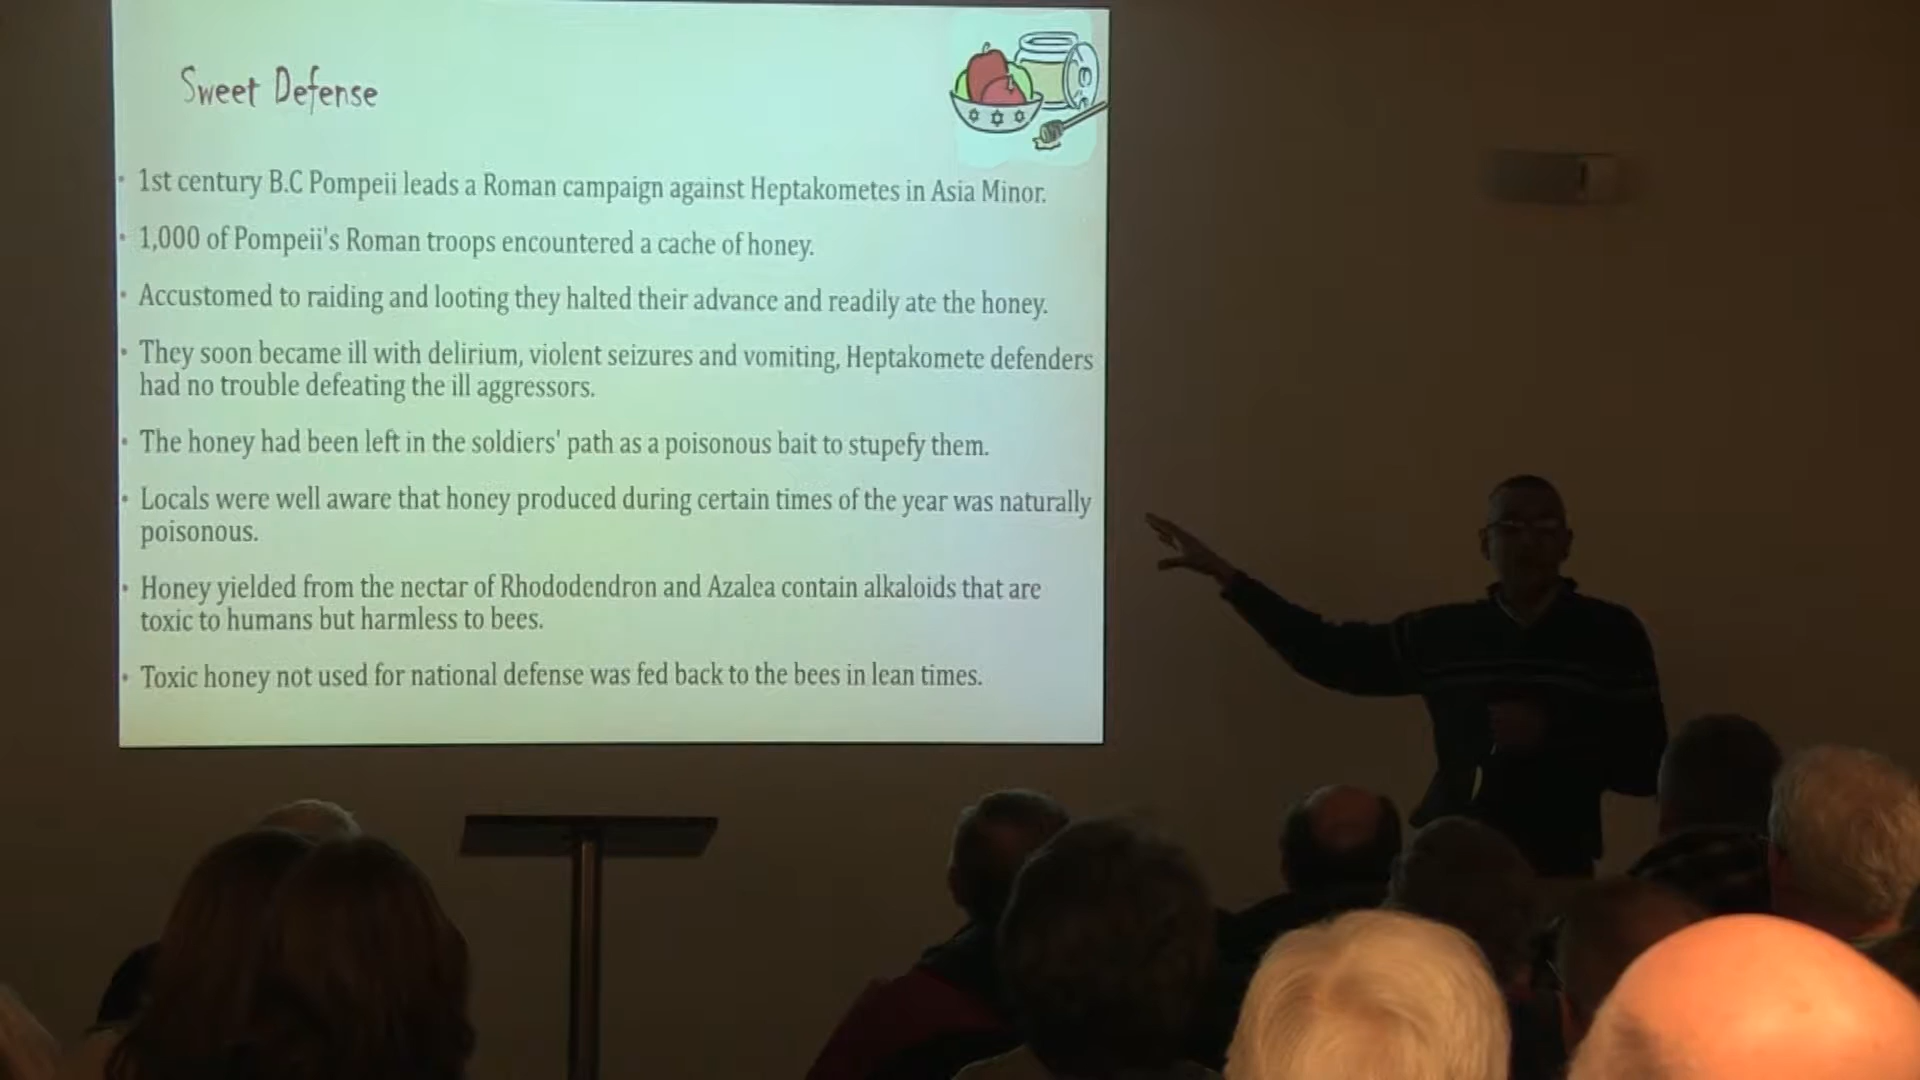 Sweet Defense
• 1st century B.C Pompeii leads a Roman campaign against Heptakometes in Asia Minor.
• 1,000 of Pompeii's Roman troops encountered a cache of honey.
• Accustomed to raiding and looting they halted their advance and readily ate the honey.
• They soon became ill with delirium, violent seizures and vomiting, Heptakomete defenders
had no trouble defeating the ill aggressors.
• The honey had been left in the soldiers' path as a poisonous bait to stupefy them.
• Locals were well aware that honey produced during certain times of the year was naturally
poisonous.
• Honey yielded from the nectar of Rhododendron and Azalea contain alkaloids that are
toxic to humans but harmless to bees.
• Toxic honey not used for national defense was fed back to the bees in lean times.